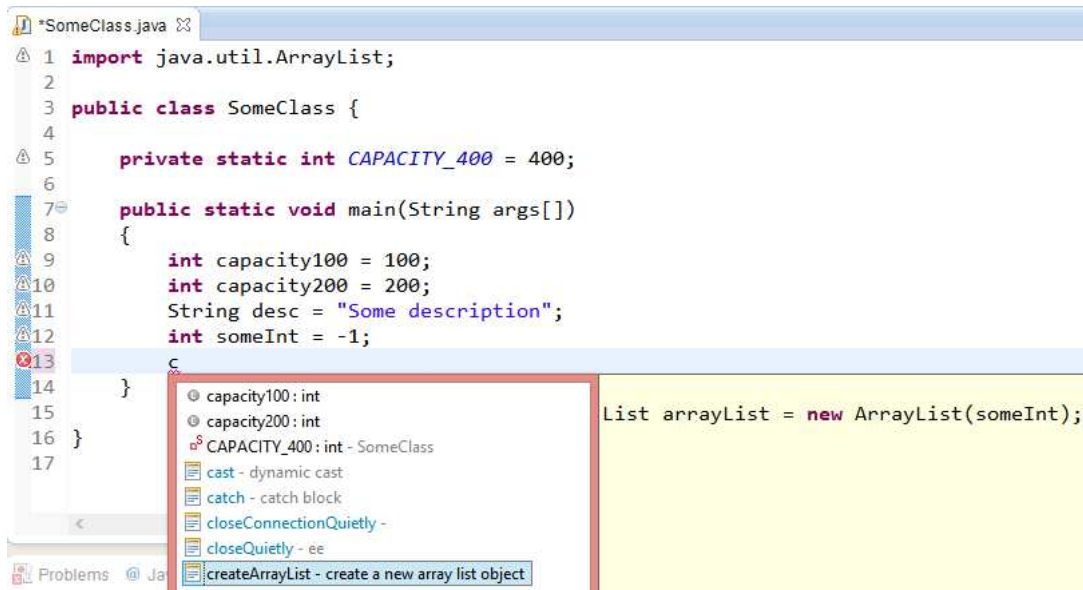 *SomeClass.java
1 import java.util.ArrayList;
2
3 public class SomeClass {
4
5 private static int CAPACITY_400 = 400;
6
7 public static void main(String args[])
8 {
9 int capacity100 = 100;
10 int capacity200 = 200;
11 String desc = "Some description";
12 int someInt = -1;
13 c
14 }
15
16 }
17
capacity100 : int
capacity200 : int
CAPACITY_400 : int - SomeClass
cast - dynamic cast
catch - catch block
closeConnectionQuietly -
closeQuietly - ee
createArrayList - create a new array list object
List arrayList = new ArrayList(someInt);
Problems @ Ja